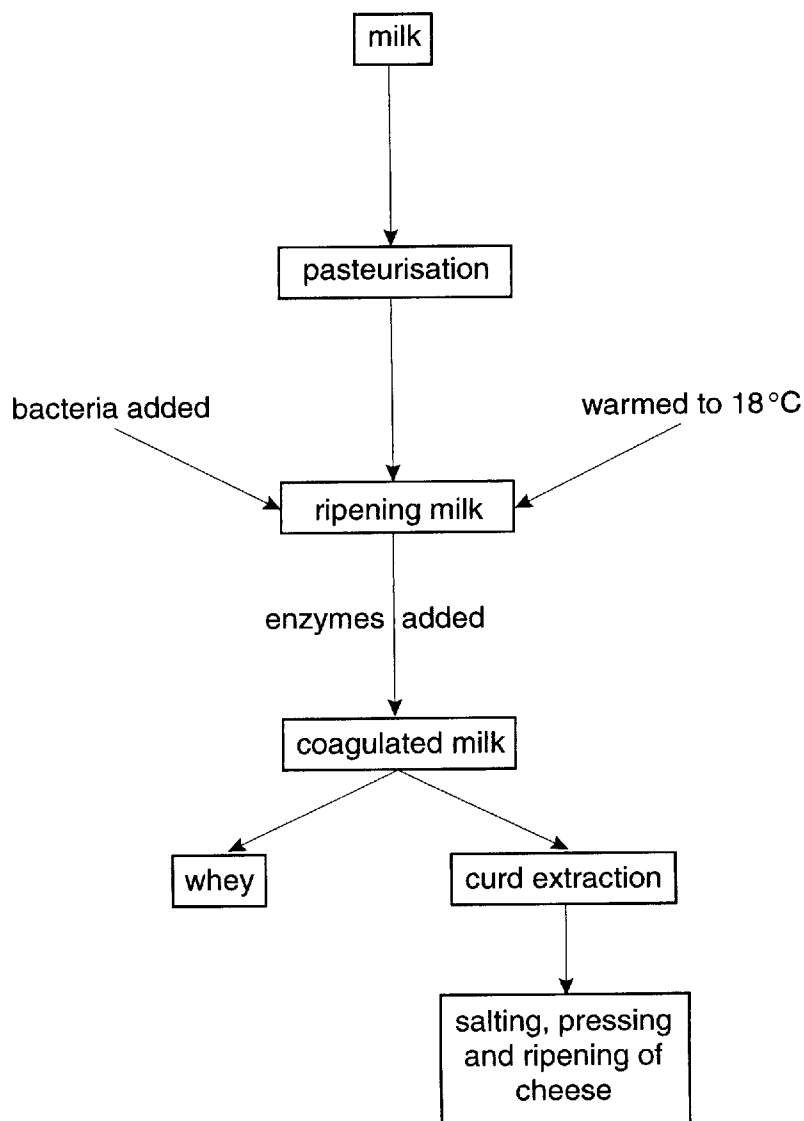 milk
pasteurisation
bacteria added
warmed to 18 °C
ripening milk
enzymes added
coagulated milk
whey
curd extraction
salting, pressing
and ripening of
cheese